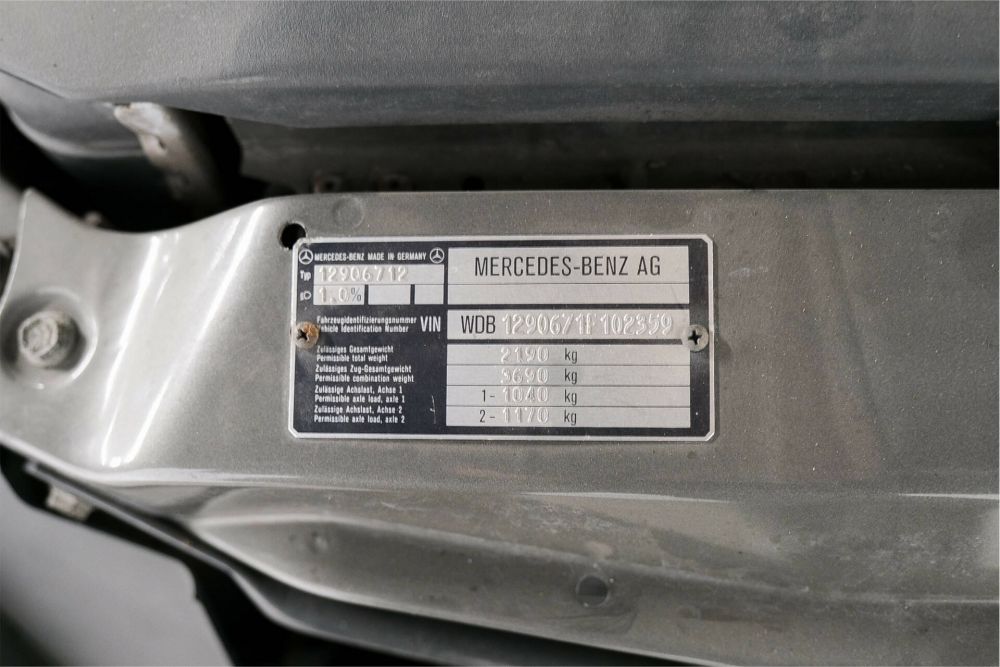 MERCEDES-BENZ MADE IN GERMANY
Typ 12906712
1.0%
MERCEDES-BENZ AG
Fahrzeugidentifizierungsnummer
Vehicle Identification Number VIN WDB 1290671F102359
Zulässiges Gesamtgewicht
Permissible total weight 2190 kg
Zulässiges Zug-Gesamtgewicht
Permissible combination weight 3690 kg
Zulässige Achslast, Achse 1
Permissible axle load, axle 1 1- 1040 kg
Zulässige Achslast, Achse 2
Permissible axle load, axle 2 2- 1170 kg